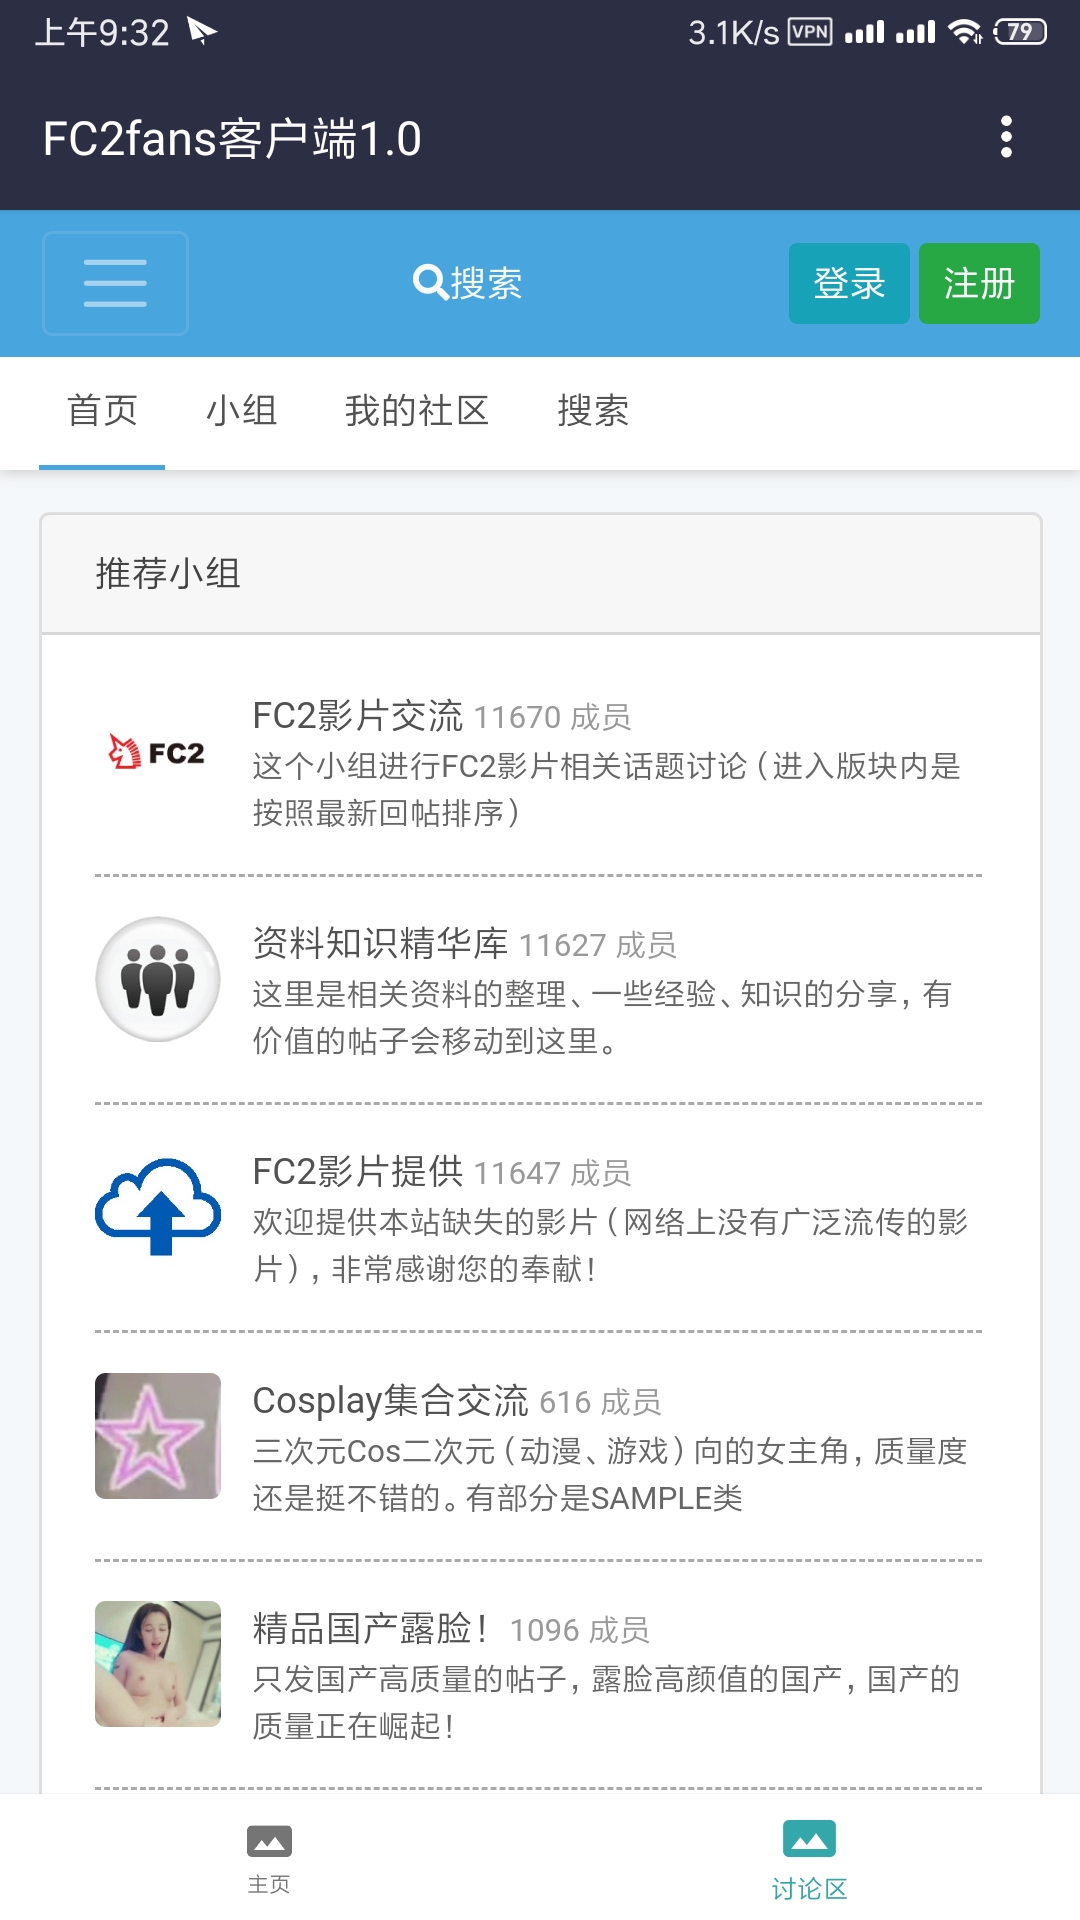 上午9:32
3.1K/s VPN 79
FC2fans客户端1.0
搜索
登录 注册
首页 小组 我的社区 搜索
推荐小组
FC2影片交流 11670 成员
FC2
这个小组进行FC2影片相关话题讨论（进入版块内是
按照最新回帖排序）
资料知识精华库 11627 成员
这里是相关资料的整理、一些经验、知识的分享，有
价值的帖子会移动到这里。
FC2影片提供 11647 成员
欢迎提供本站缺失的影片（网络上没有广泛流传的影
片），非常感谢您的奉献！
Cosplay集合交流 616 成员
三次元Cos二次元（动漫、游戏）向的女主角，质量度
还是挺不错的。有部分是SAMPLE类
精品国产露脸！ 1096 成员
只发国产高质量的帖子，露脸高颜值的国产，国产的
质量正在崛起！
主页
讨论区